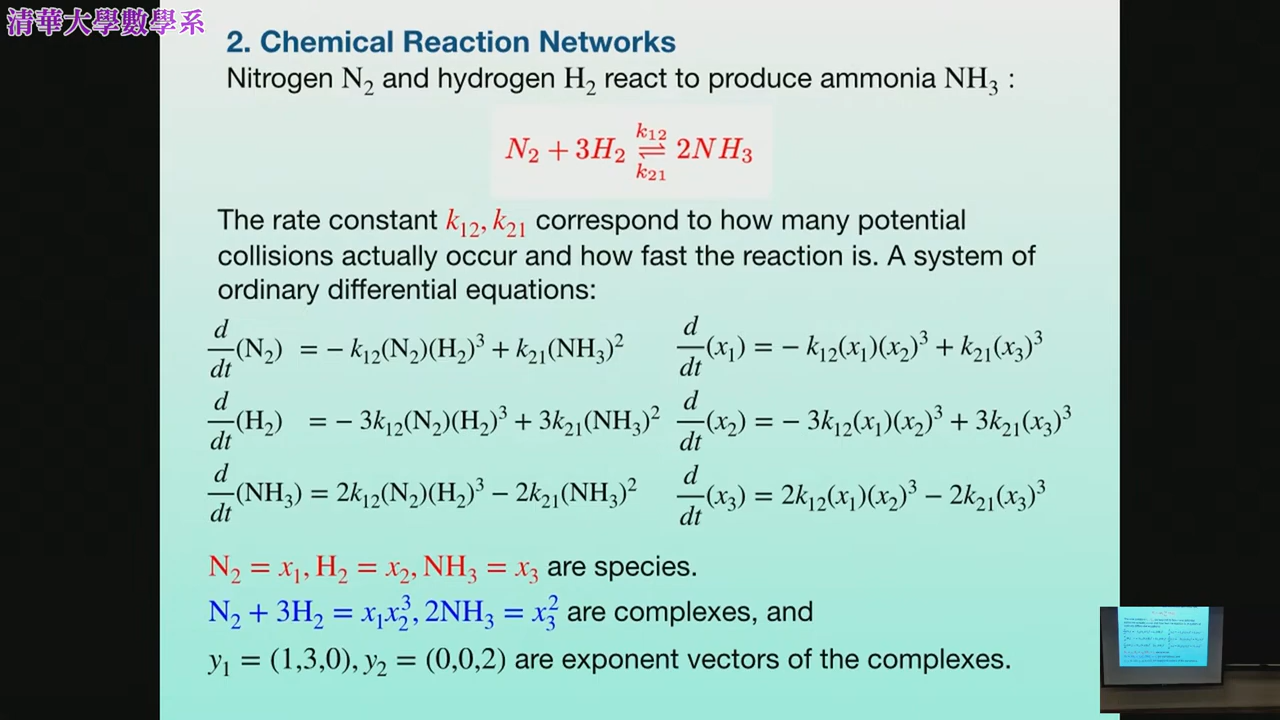 清華大學數學系
2. Chemical Reaction Networks
Nitrogen N₂ and hydrogen H₂ react to produce ammonia NH₃ :
N₂ + 3H₂ ⇌ 2NH₃
k₁₂
k₂₁
The rate constant k₁₂, k₂₁ correspond to how many potential
collisions actually occur and how fast the reaction is. A system of
ordinary differential equations:
d/dt (N₂) = − k₁₂(N₂)(H₂)³ + k₂₁(NH₃)²
d/dt (x₁) = − k₁₂(x₁)(x₂)³ + k₂₁(x₃)³
d/dt (H₂) = − 3k₁₂(N₂)(H₂)³ + 3k₂₁(NH₃)²
d/dt (x₂) = − 3k₁₂(x₁)(x₂)³ + 3k₂₁(x₃)³
d/dt (NH₃) = 2k₁₂(N₂)(H₂)³ − 2k₂₁(NH₃)²
d/dt (x₃) = 2k₁₂(x₁)(x₂)³ − 2k₂₁(x₃)³
N₂ = x₁, H₂ = x₂, NH₃ = x₃ are species.
N₂ + 3H₂ = x₁x₂³, 2NH₃ = x₃² are complexes, and
y₁ = (1,3,0), y₂ = (0,0,2) are exponent vectors of the complexes.